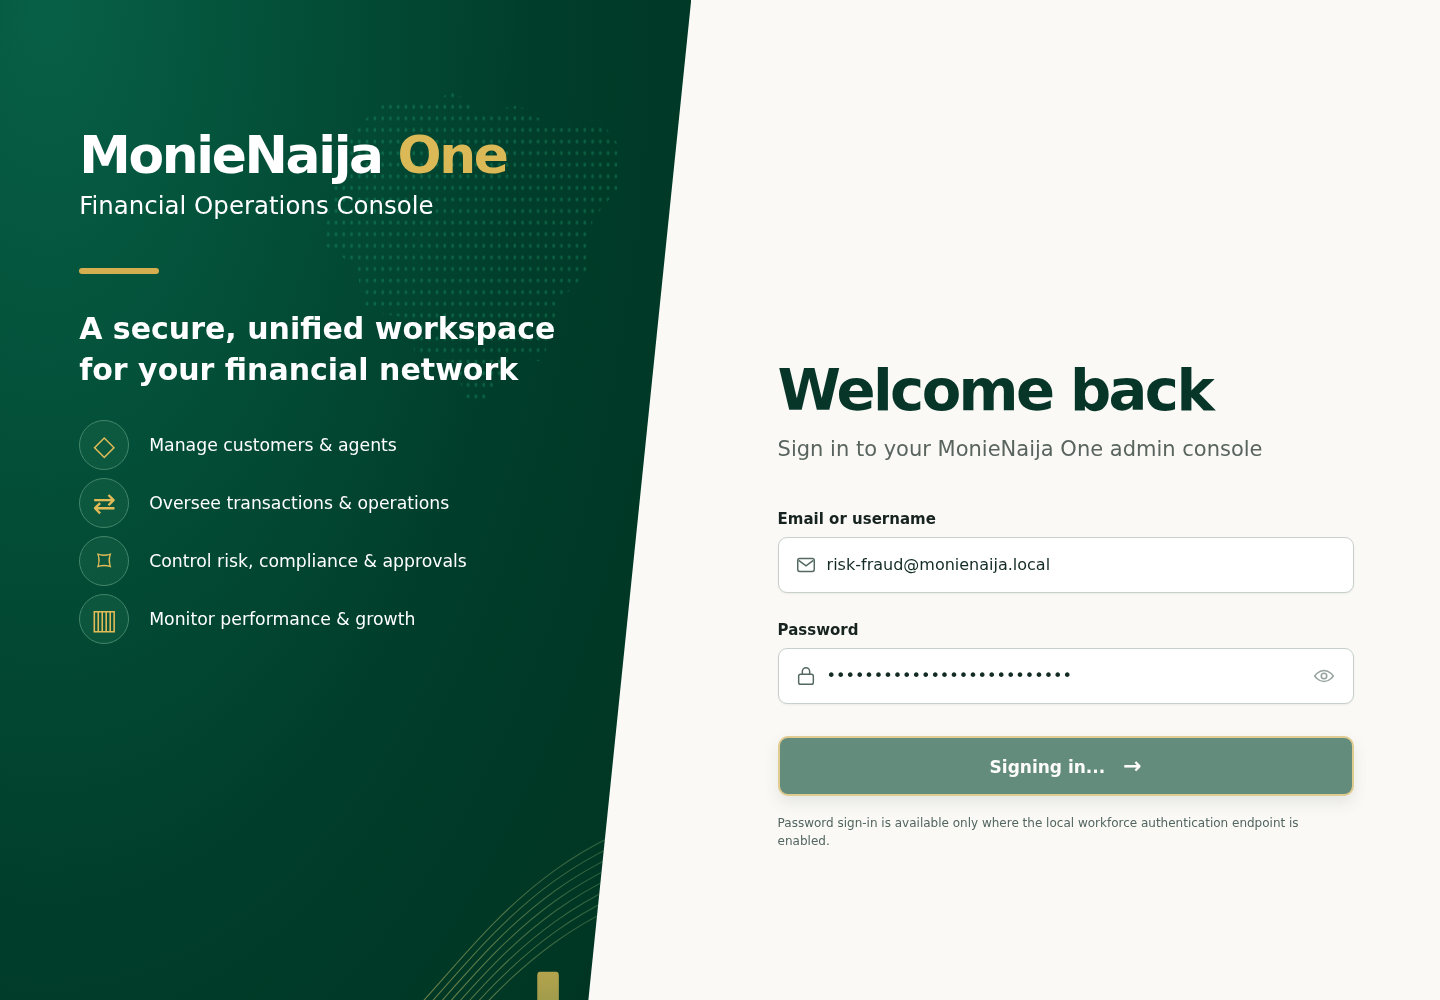 MonieNaija One
Financial Operations Console
A secure, unified workspace
for your financial network
Manage customers & agents
Oversee transactions & operations
Control risk, compliance & approvals
Monitor performance & growth
Welcome back
Sign in to your MonieNaija One admin console
Email or username
risk-fraud@monienaija.local
Password
••••••••••••••••••••••••••
Signing in... →
Password sign-in is available only where the local workforce authentication endpoint is
enabled.